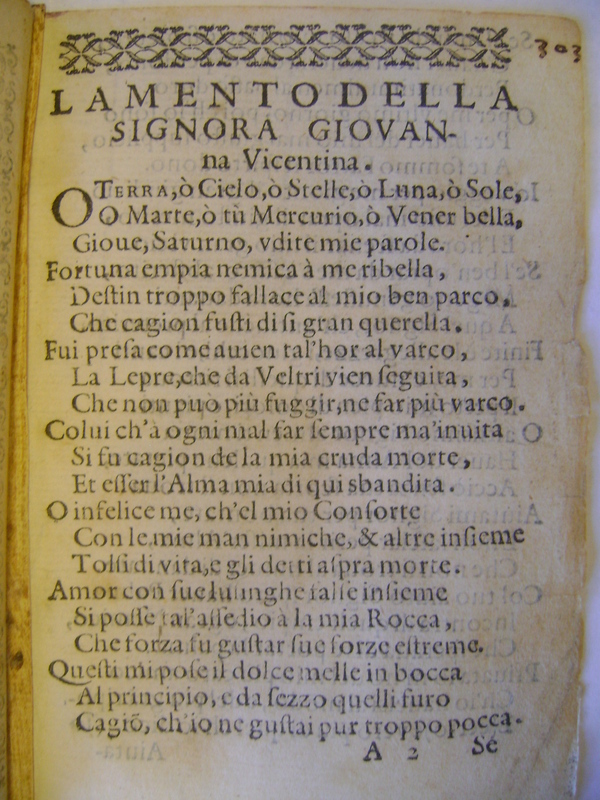 303
LAMENTO DELLA
SIGNORA GIOVAN-
na Vicentina.
O TERRA, ò Cielo, ò Stelle, ò Luna, ò Sole,
O Marte, ò tù Mercurio, ò Vener bella,
Gioue, Saturno, vdite mie parole.
Fortuna empia nemica à me ribella,
Deſtin troppo fallace al mio ben parco,
Che cagion fuſti di ſi gran querella.
Fui preſa come auien tal'hor al varco,
La Lepre, che da Veltri vien ſeguita,
Che non può più fuggir, ne far più varco.
Colui ch'à ogni mal far ſempre ma'inuita
Si fu cagion de la mia cruda morte,
Et eſſer l'Alma mia di qui sbandita.
O infelice me, ch'el mio Conſorte
Con le mie man nimiche, & altre inſieme
Tolſi di vita, e gli detti aſpra morte.
Amor con ſue luſinghe falſe inſieme
Si poſſe tal'aſſedio à la mia Rocca,
Che forza fu guſtar ſue forze eſtreme.
Queſti mi poſe il dolce melle in bocca
Al principio, e da ſezzo quelli furo
Cagiõ, ch'io ne guſtai pur troppo pocca.
A 2 Se